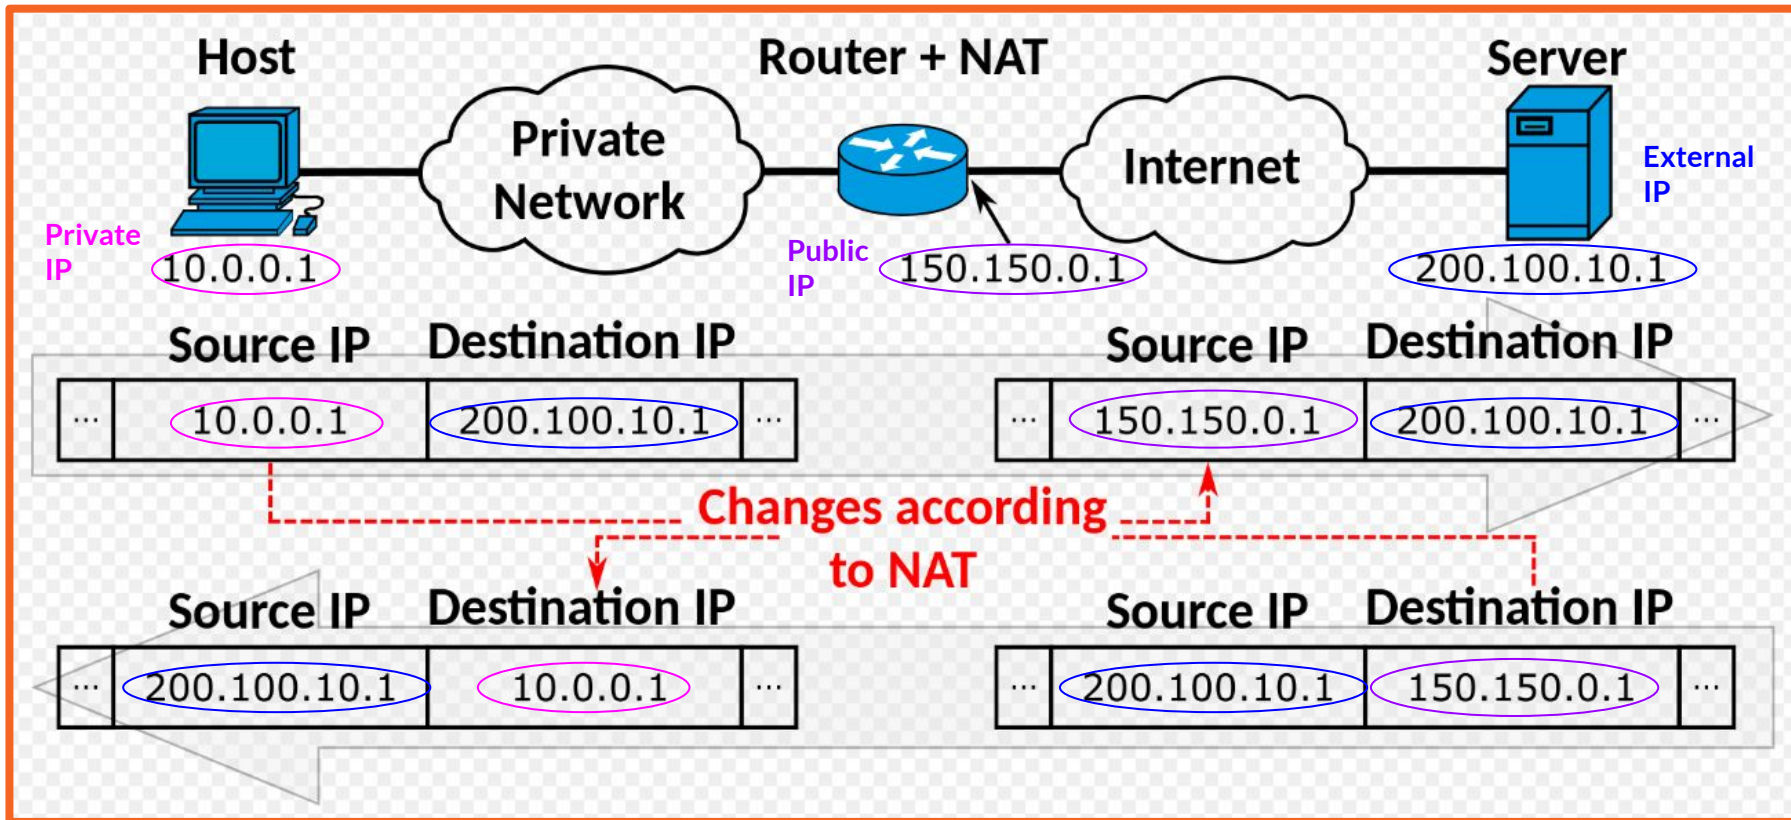 Host
Router + NAT
Server
Private
Network
Internet
External
IP
Private
IP
10.0.0.1
Public
IP
150.150.0.1
200.100.10.1
Source IP Destination IP
Source IP Destination IP
... 10.0.0.1 200.100.10.1 ...
... 150.150.0.1 200.100.10.1 ...
Changes according
to NAT
Source IP Destination IP
Source IP Destination IP
... 200.100.10.1 10.0.0.1 ...
... 200.100.10.1 150.150.0.1 ...